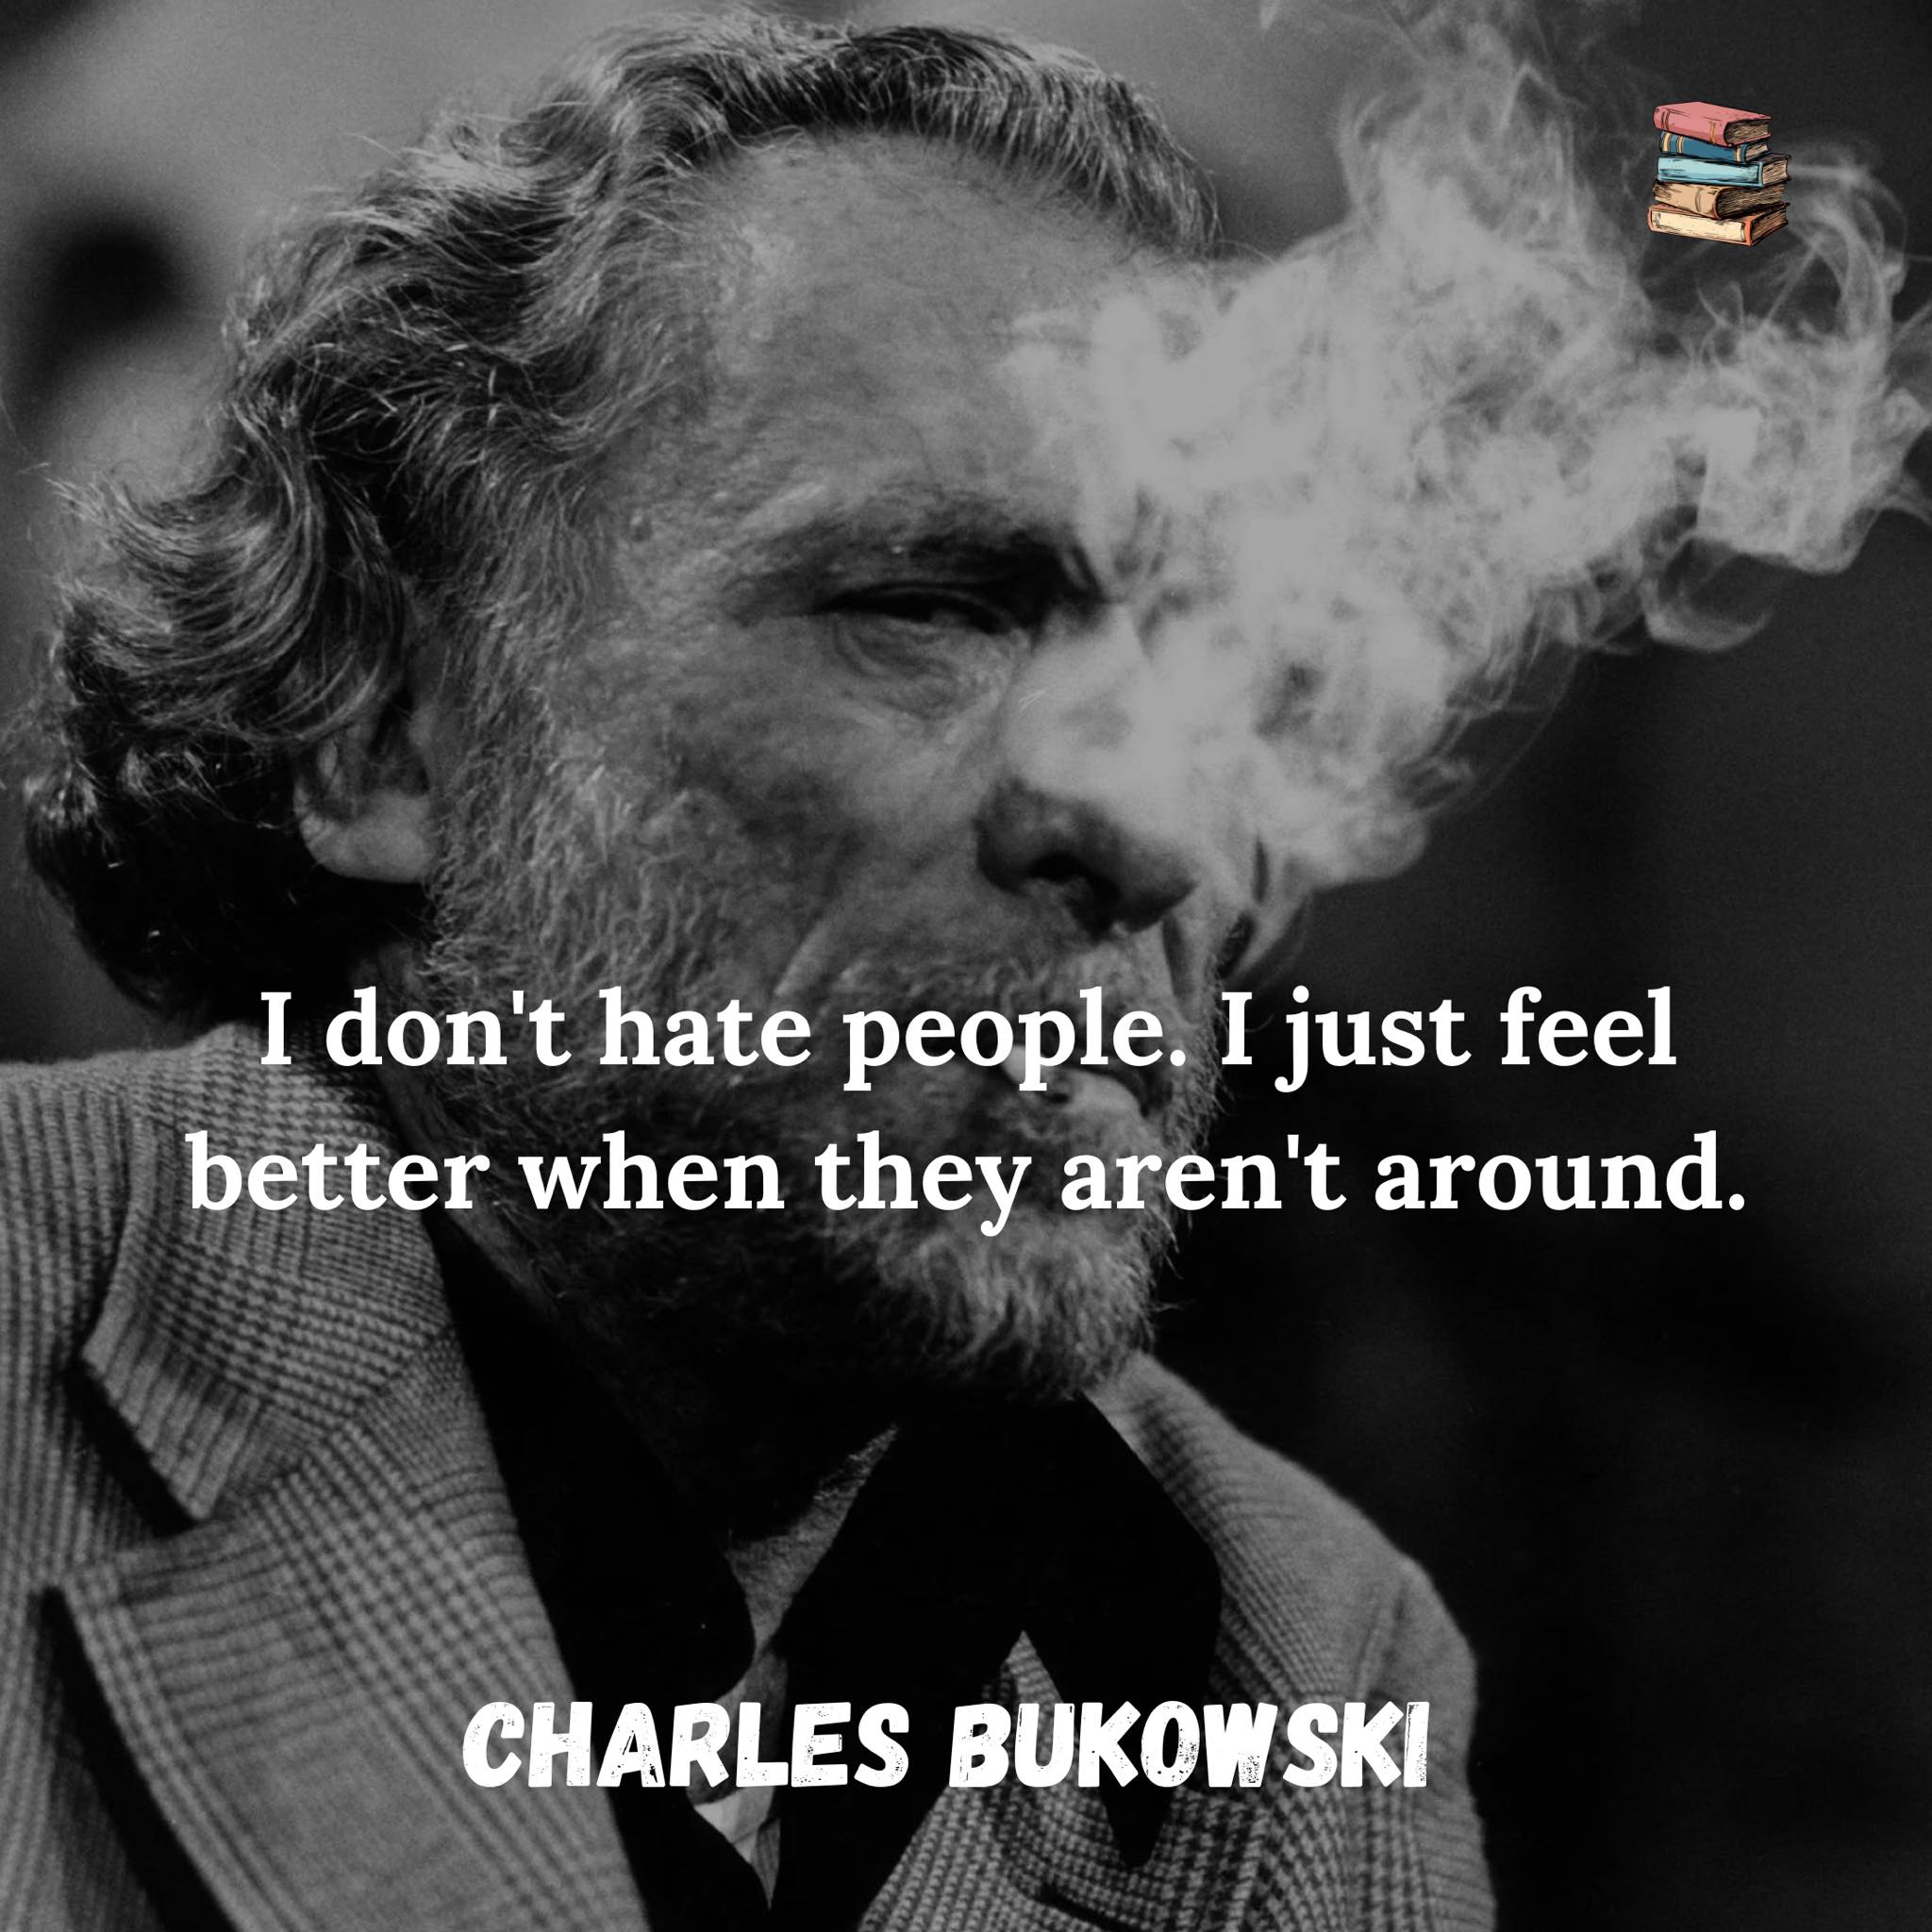 I don't hate people. I just feel
better when they aren't around.
CHARLES BUKOWSKI